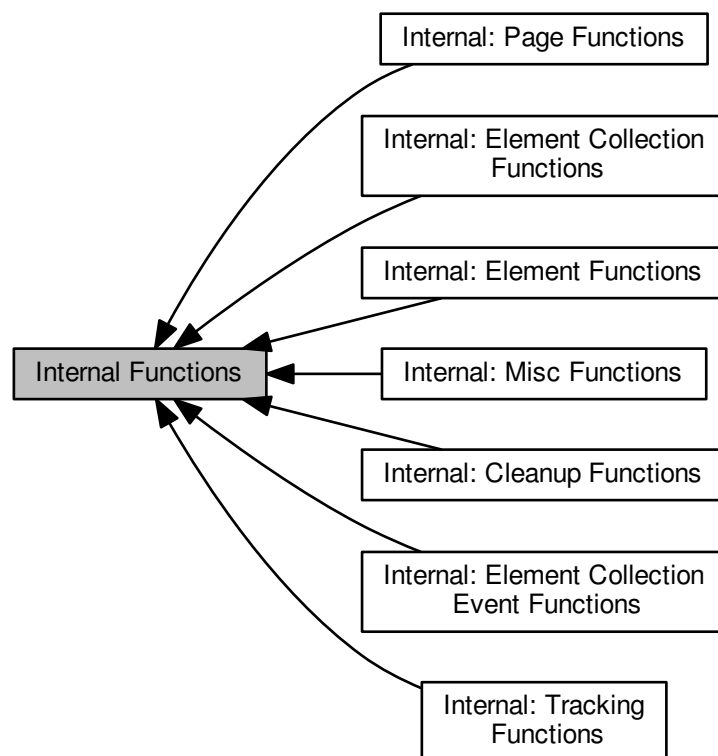 Internal: Page Functions
Internal: Element Collection
Functions
Internal: Element Functions
Internal Functions
Internal: Misc Functions
Internal: Cleanup Functions
Internal: Element Collection
Event Functions
Internal: Tracking
Functions